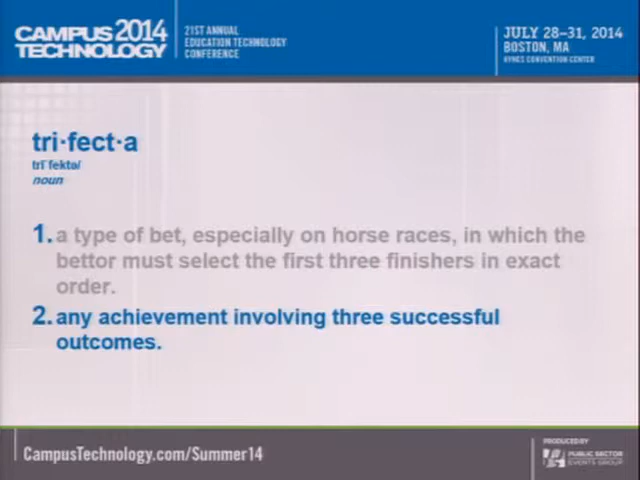 CAMPUS 2014
TECHNOLOGY
21ST ANNUAL
EDUCATION TECHNOLOGY
CONFERENCE
JULY 28–31, 2014
BOSTON, MA
HYNES CONVENTION CENTER
tri·fect·a
trīˈfektə/
noun
1. a type of bet, especially on horse races, in which the
bettor must select the first three finishers in exact
order.
2. any achievement involving three successful
outcomes.
CampusTechnology.com/Summer14
PRODUCED BY
PUBLIC SECTOR
EVENTS GROUP